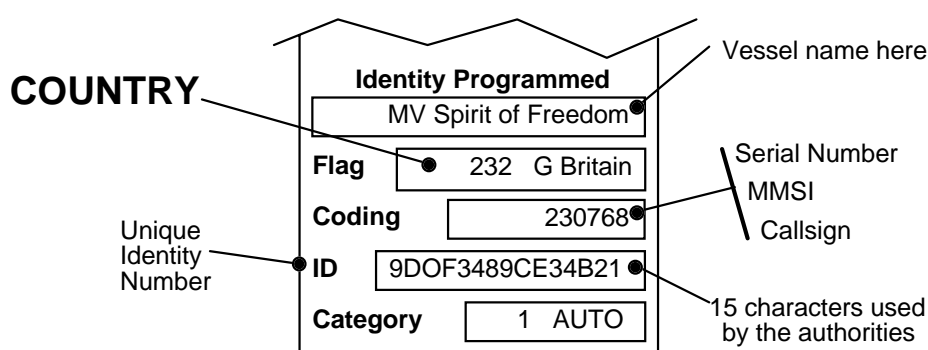 Vessel name here
Identity Programmed
COUNTRY
MV Spirit of Freedom
Flag 232 G Britain
Serial Number
MMSI
Callsign
Coding 230768
Unique
Identity
Number
ID 9DOF3489CE34B21
15 characters used
by the authorities
Category 1 AUTO